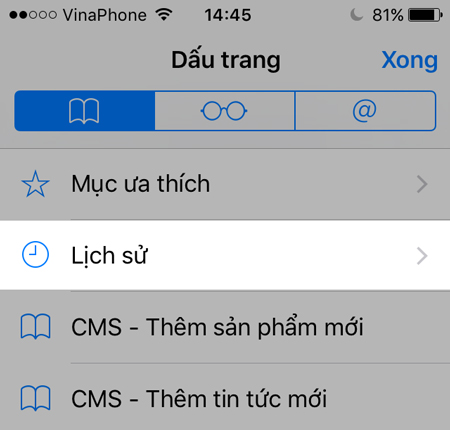 VinaPhone 14:45 81%
Dấu trang Xong
@
Mục ưa thích
Lịch sử
CMS - Thêm sản phẩm mới
CMS - Thêm tin tức mới